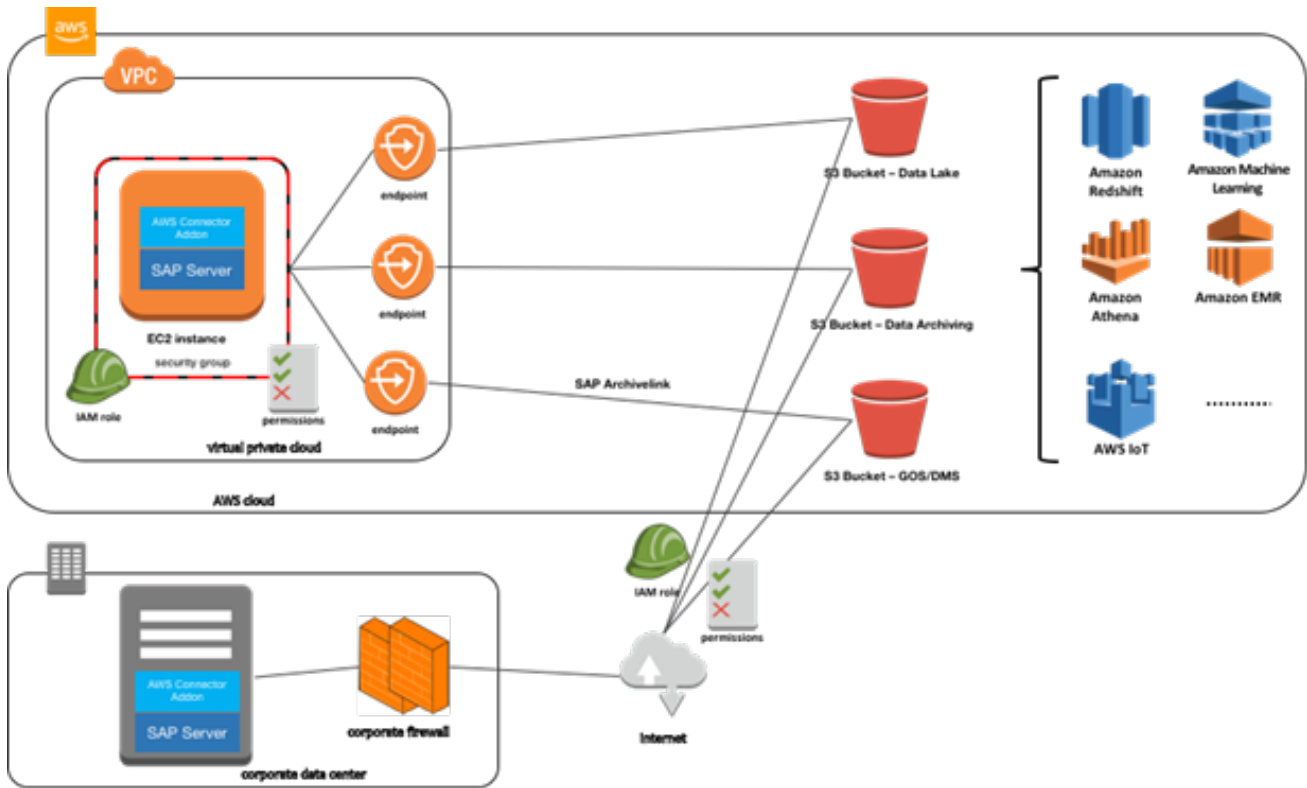 aws
VPC
endpoint
S3 Bucket – Data Lake
Amazon
Redshift
Amazon Machine
Learning
AWS Connector
Addon
SAP Server
EC2 instance
security group
endpoint
S3 Bucket – Data Archiving
Amazon
Athena
Amazon EMR
IAM role
permissions
endpoint
SAP Archivelink
virtual private cloud
S3 Bucket – GOS/DMS
AWS IoT
AWS cloud
IAM role
permissions
AWS Connector
Addon
SAP Server
corporate firewall
Internet
corporate data center